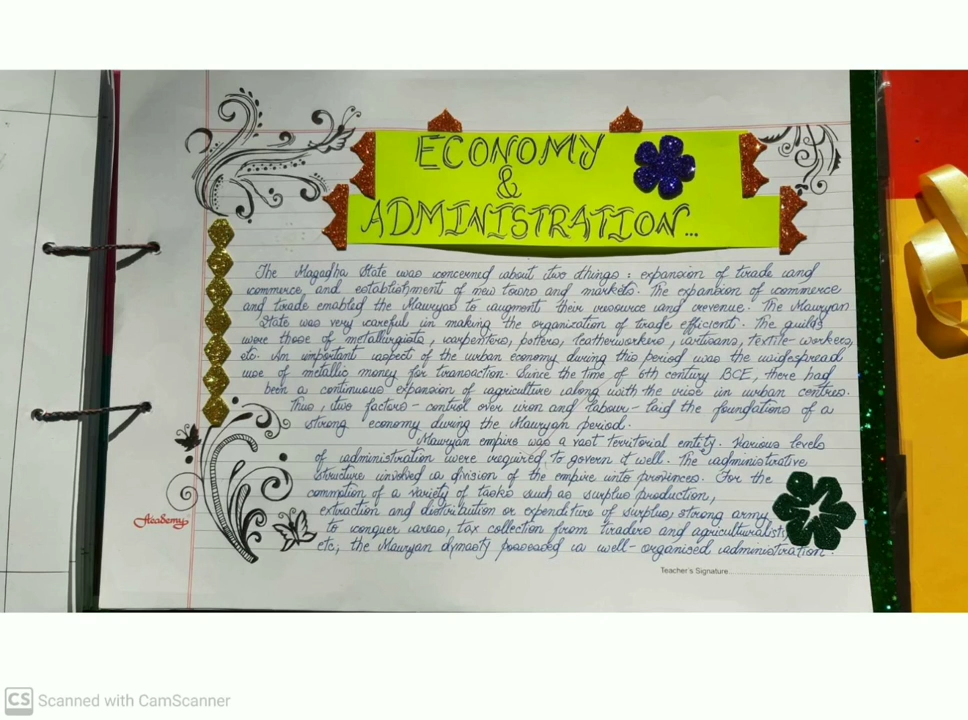 ECONOMY
&
ADMINISTRATION...
The Magadha State was concerned about two things : expansion of trade and
commerce, and establishment of new towns and markets. The expansion of commerce
and trade enabled the Mauryas to augment their resource and revenue. The Mauryan
State was very careful in making the organization of trade efficient. The guilds
were those of metallurgists, carpenters, potters, leatherworkers, artisans, textile-workers,
etc. An important aspect of the urban economy during this period was the widespread
use of metallic money for transaction. Since the time of 6th century BCE, there had
been a continuous expansion of agriculture along with the rise in urban centres.
Thus, two factors - control over iron and labour - laid the foundations of a
strong economy during the Mauryan period.
Mauryan empire was a vast territorial entity. Various levels
of administration were required to govern it well. The administrative
structure involved a division of the empire into provinces. For the
commotion of a variety of tasks such as surplus production,
extraction and distribution or expenditure of surplus, strong army
to conquer areas, tax collection from traders and agriculturalists,
etc, the Mauryan dynasty possessed a well-organised administration.
Academy
Teacher's Signature
CS Scanned with CamScanner